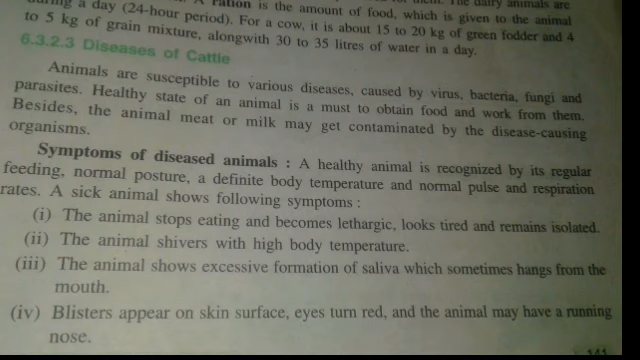 during a day (24-hour period). A Ration is the amount of food, which is given to the animal
to 5 kg of grain mixture, alongwith 30 to 35 litres of water in a day. For a cow, it is about 15 to 20 kg of green fodder and 4
6.3.2.3 Diseases of Cattle
Animals are susceptible to various diseases, caused by virus, bacteria, fungi and
parasites. Healthy state of an animal is a must to obtain food and work from them.
Besides, the animal meat or milk may get contaminated by the disease-causing
organisms.
Symptoms of diseased animals : A healthy animal is recognized by its regular
feeding, normal posture, a definite body temperature and normal pulse and respiration
rates. A sick animal shows following symptoms :
(i) The animal stops eating and becomes lethargic, looks tired and remains isolated.
(ii) The animal shivers with high body temperature.
(iii) The animal shows excessive formation of saliva which sometimes hangs from the
mouth.
(iv) Blisters appear on skin surface, eyes turn red, and the animal may have a running
nose.
141